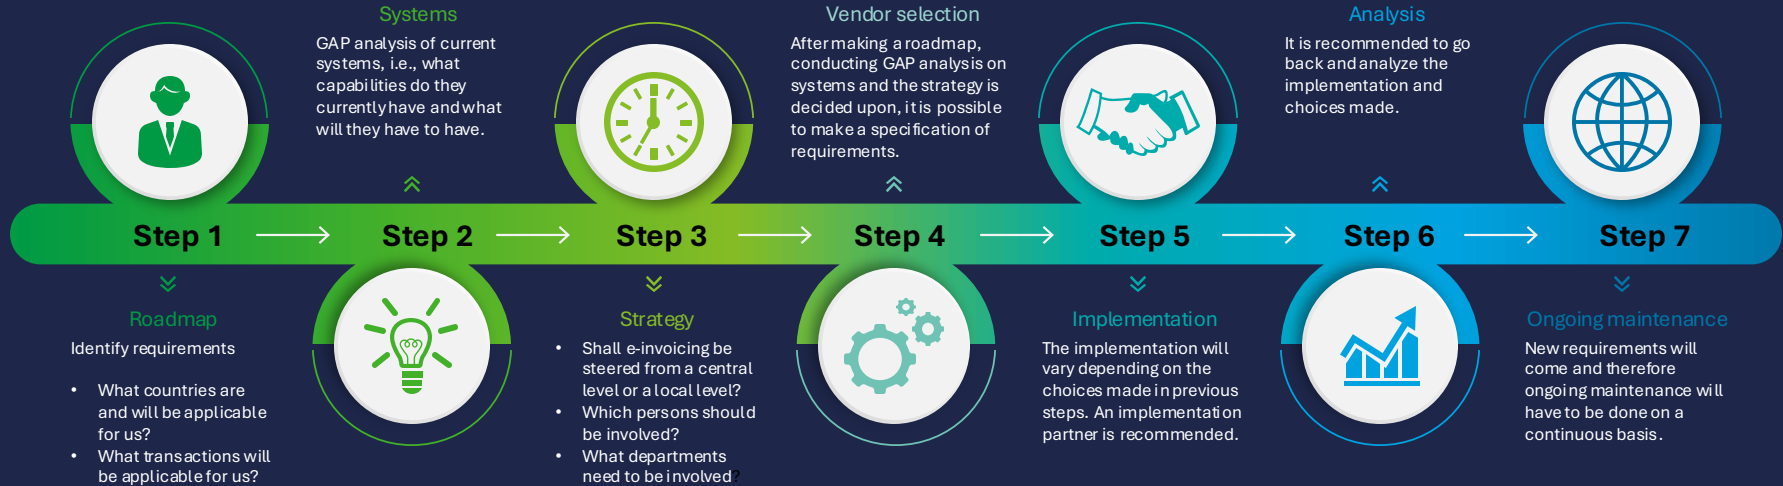 Systems
GAP analysis of current
systems, i.e., what
capabilities do they
currently have and what
will they have to have.
Vendor selection
After making a roadmap,
conducting GAP analysis on
systems and the strategy is
decided upon, it is possible
to make a specification of
requirements.
Analysis
It is recommended to go
back and analyze the
implementation and
choices made.
Step 1
Step 2
Step 3
Step 4
Step 5
Step 6
Step 7
Roadmap
Identify requirements
• What countries are
and will be applicable
for us?
• What transactions will
be applicable for us?
Strategy
• Shall e-invoicing be
steered from a central
level or a local level?
• Which persons should
be involved?
• What departments
need to be involved?
Implementation
The implementation will
vary depending on the
choices made in previous
steps. An implementation
partner is recommended.
Ongoing maintenance
New requirements will
come and therefore
ongoing maintenance will
have to be done on a
continuous basis.